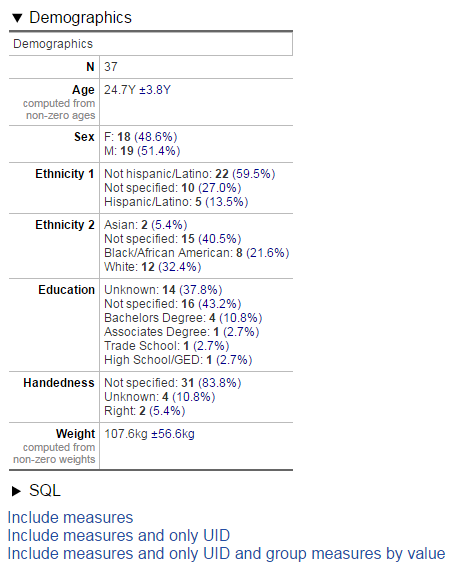 ▼ Demographics
Demographics
N 37
Age 24.7Y ±3.8Y
computed from
non-zero ages
Sex F: 18 (48.6%)
M: 19 (51.4%)
Ethnicity 1 Not hispanic/Latino: 22 (59.5%)
Not specified: 10 (27.0%)
Hispanic/Latino: 5 (13.5%)
Ethnicity 2 Asian: 2 (5.4%)
Not specified: 15 (40.5%)
Black/African American: 8 (21.6%)
White: 12 (32.4%)
Education Unknown: 14 (37.8%)
Not specified: 16 (43.2%)
Bachelors Degree: 4 (10.8%)
Associates Degree: 1 (2.7%)
Trade School: 1 (2.7%)
High School/GED: 1 (2.7%)
Handedness Not specified: 31 (83.8%)
Unknown: 4 (10.8%)
Right: 2 (5.4%)
Weight 107.6kg ±56.6kg
computed from
non-zero weights
▶ SQL
Include measures
Include measures and only UID
Include measures and only UID and group measures by value